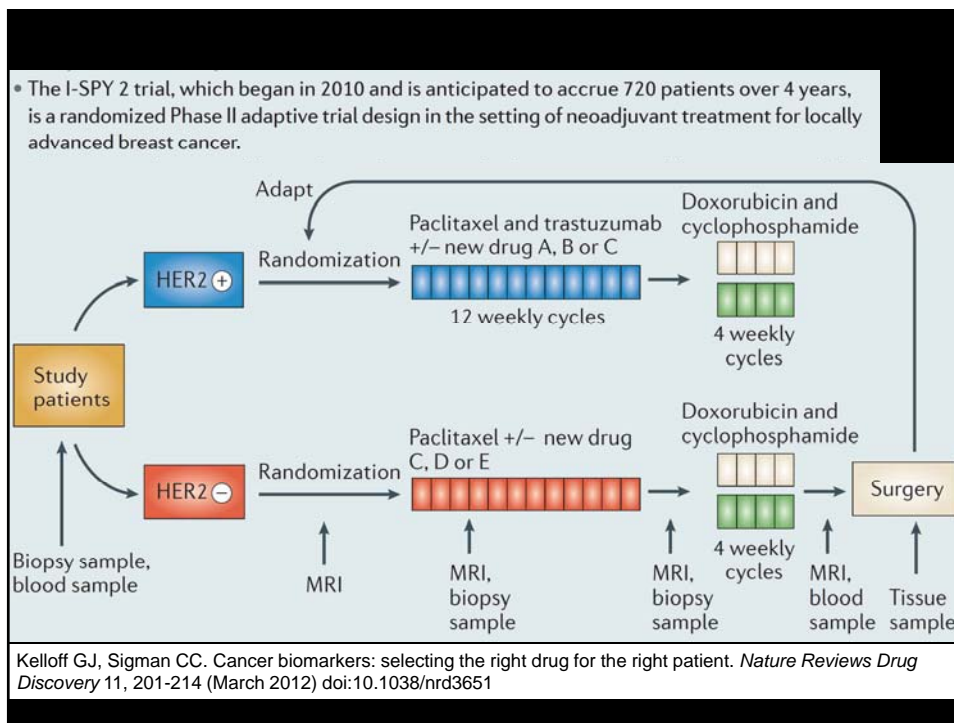 • The I-SPY 2 trial, which began in 2010 and is anticipated to accrue 720 patients over 4 years,
is a randomized Phase II adaptive trial design in the setting of neoadjuvant treatment for locally
advanced breast cancer.
Adapt
Doxorubicin and
cyclophosphamide
Paclitaxel and trastuzumab
+/− new drug A, B or C
HER2 +
Randomization
12 weekly cycles
4 weekly
cycles
Study
patients
Doxorubicin and
cyclophosphamide
Paclitaxel +/− new drug
C, D or E
HER2 −
Randomization
Surgery
Biopsy sample,
blood sample
MRI
MRI,
biopsy
sample
MRI,
biopsy
sample
4 weekly
cycles
MRI,
blood
sample
Tissue
sample
Kelloff GJ, Sigman CC. Cancer biomarkers: selecting the right drug for the right patient. Nature Reviews Drug
Discovery 11, 201-214 (March 2012) doi:10.1038/nrd3651